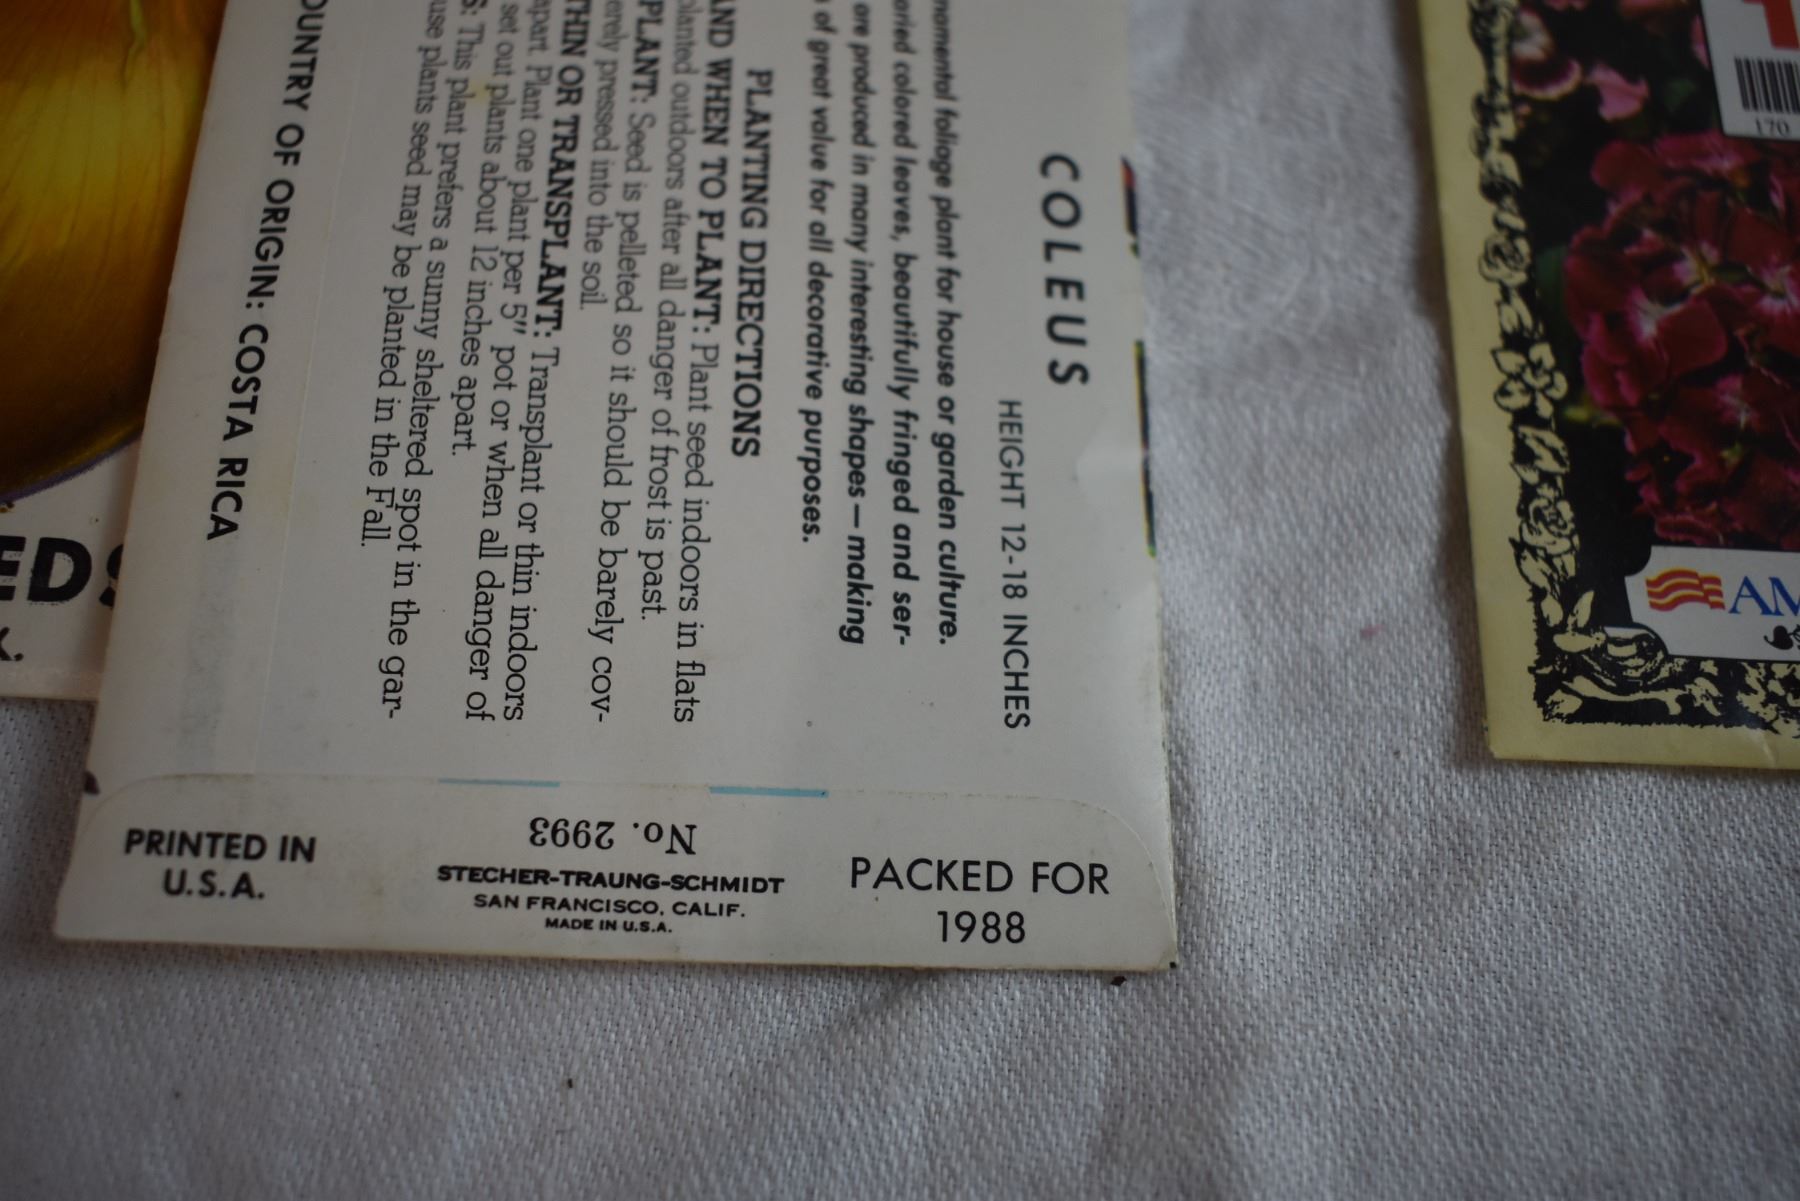 COLEUS
HEIGHT 12-18 INCHES
namental foliage plant for house or garden culture.
aried colored leaves, beautifully fringed and ser-
are produced in many interesting shapes — making
of great value for all decorative purposes.
PLANTING DIRECTIONS
AND WHEN TO PLANT: Plant seed indoors in flats
planted outdoors after all danger of frost is past.
PLANT: Seed is pelleted so it should be barely cov-
erely pressed into the soil.
THIN OR TRANSPLANT: Transplant or thin indoors
apart. Plant one plant per 5" pot or when all danger of
set out plants about 12 inches apart.
S: This plant prefers a sunny sheltered spot in the gar-
use plants seed may be planted in the Fall.
OUNTRY OF ORIGIN: COSTA RICA
PRINTED IN
U.S.A.
No. 2993
STECHER-TRAUNG-SCHMIDT
SAN FRANCISCO, CALIF.
MADE IN U.S.A.
PACKED FOR
1988
EDS
170
AM